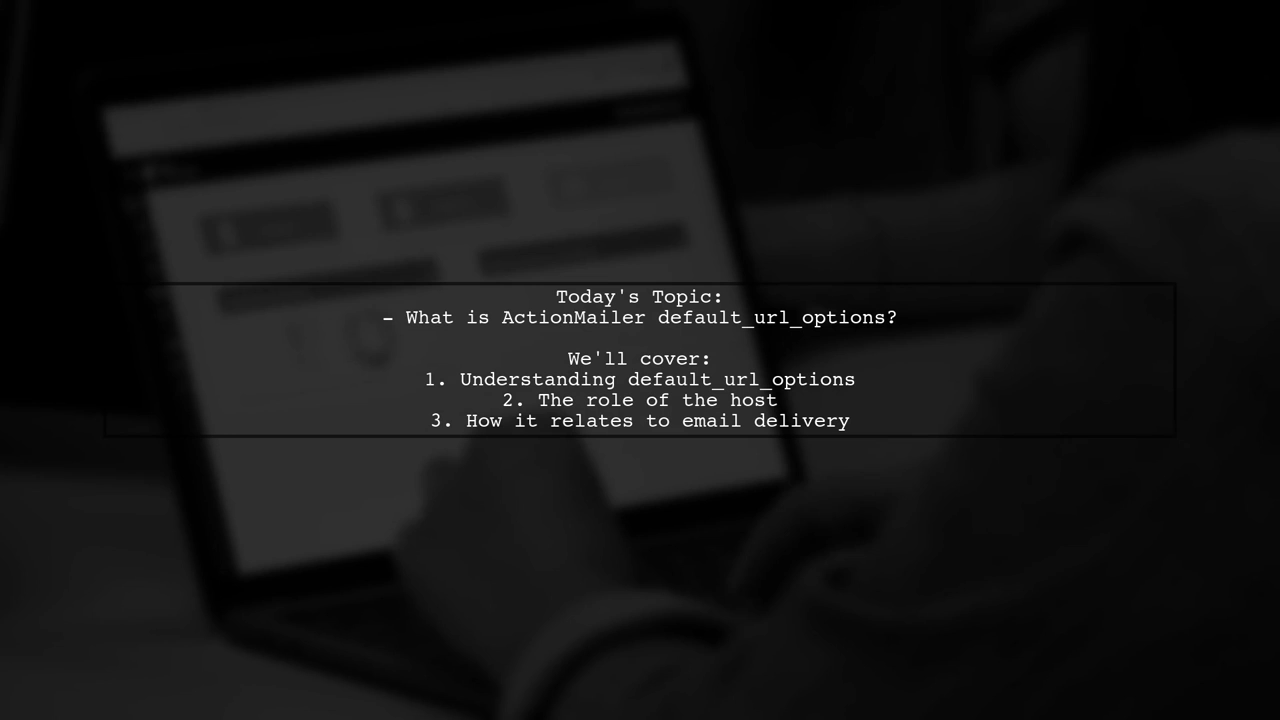 Today's Topic:
- What is ActionMailer default_url_options?
We'll cover:
1. Understanding default_url_options
2. The role of the host
3. How it relates to email delivery